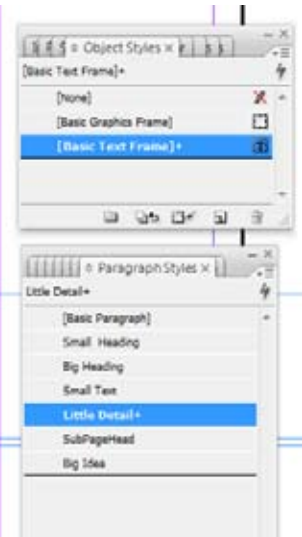 Object Styles ×
[Basic Text Frame]+
[None]
[Basic Graphics Frame]
[Basic Text Frame]+
Paragraph Styles ×
Little Detail+
[Basic Paragraph]
Small Heading
Big Heading
Small Text
Little Detail+
SubPageHead
Big Idea